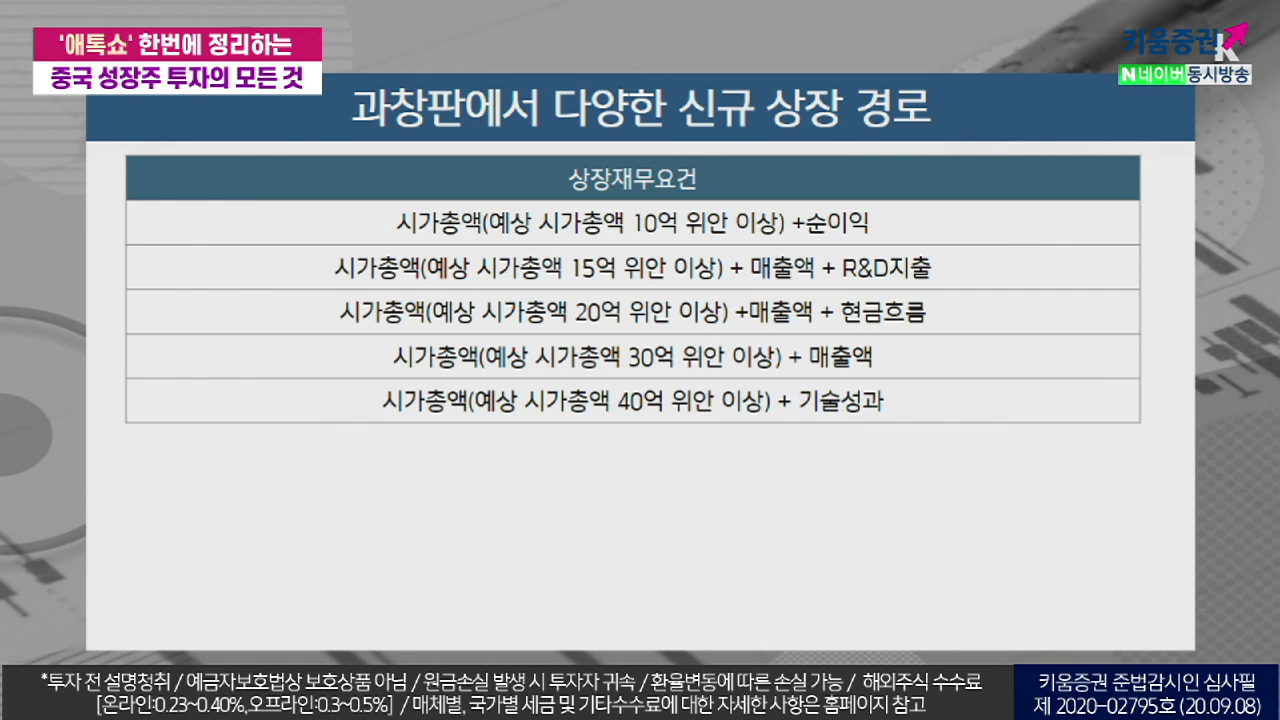 '애톡쇼' 한번에 정리하는
중국 성장주 투자의 모든 것
키움증권
N네이버 동시방송
과창판에서 다양한 신규 상장 경로
상장재무요건
시가총액(예상 시가총액 10억 위안 이상) +순이익
시가총액(예상 시가총액 15억 위안 이상) + 매출액 + R&D지출
시가총액(예상 시가총액 20억 위안 이상) +매출액 + 현금흐름
시가총액(예상 시가총액 30억 위안 이상) + 매출액
시가총액(예상 시가총액 40억 위안 이상) + 기술성과
*투자 전 설명청취 / 예금자보호법상 보호상품 아님 / 원금손실 발생 시 투자자 귀속 / 환율변동에 따른 손실 가능 / 해외주식 수수료
[온라인:0.23~0.40%,오프라인:0.3~0.5%] / 매체별, 국가별 세금 및 기타수수료에 대한 자세한 사항은 홈페이지 참고
키움증권 준법감시인 심사필
제 2020-02795호 (20.09.08)